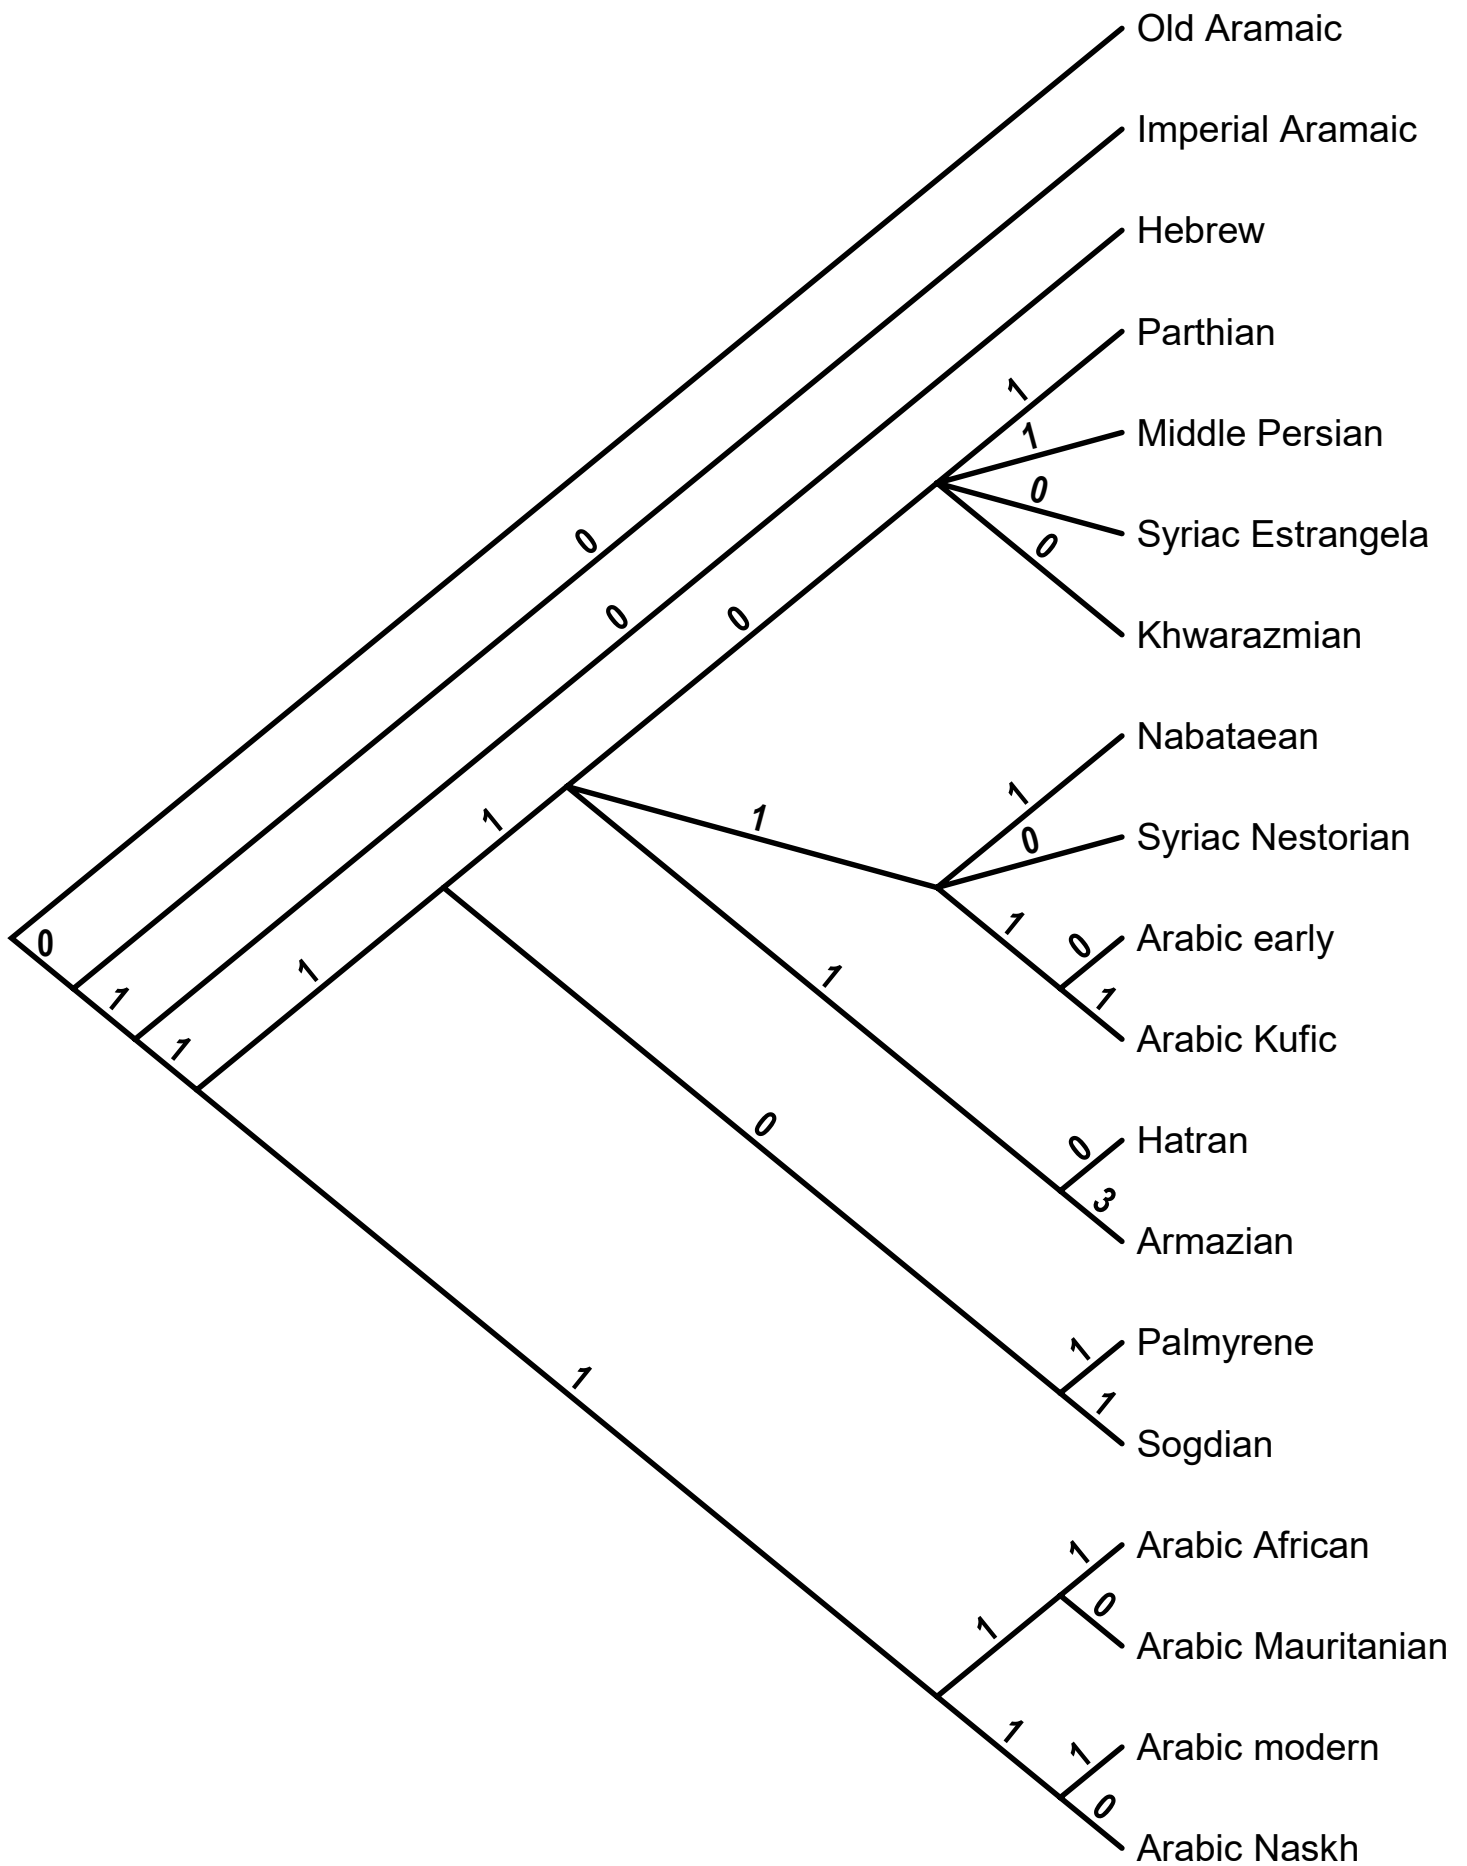 Old Aramaic
Imperial Aramaic
Hebrew
Parthian
1
Middle Persian
1
0
Syriac Estrangela
0
0
0
0
Khwarazmian
Nabataean
1
1
1
0
Syriac Nestorian
1
0
Arabic early
0
1
1
1
1
Arabic Kufic
1
0
0
Hatran
3
Armazian
1
Palmyrene
1
1
Sogdian
1
Arabic African
0
1
Arabic Mauritanian
1
1
Arabic modern
0
Arabic Naskh